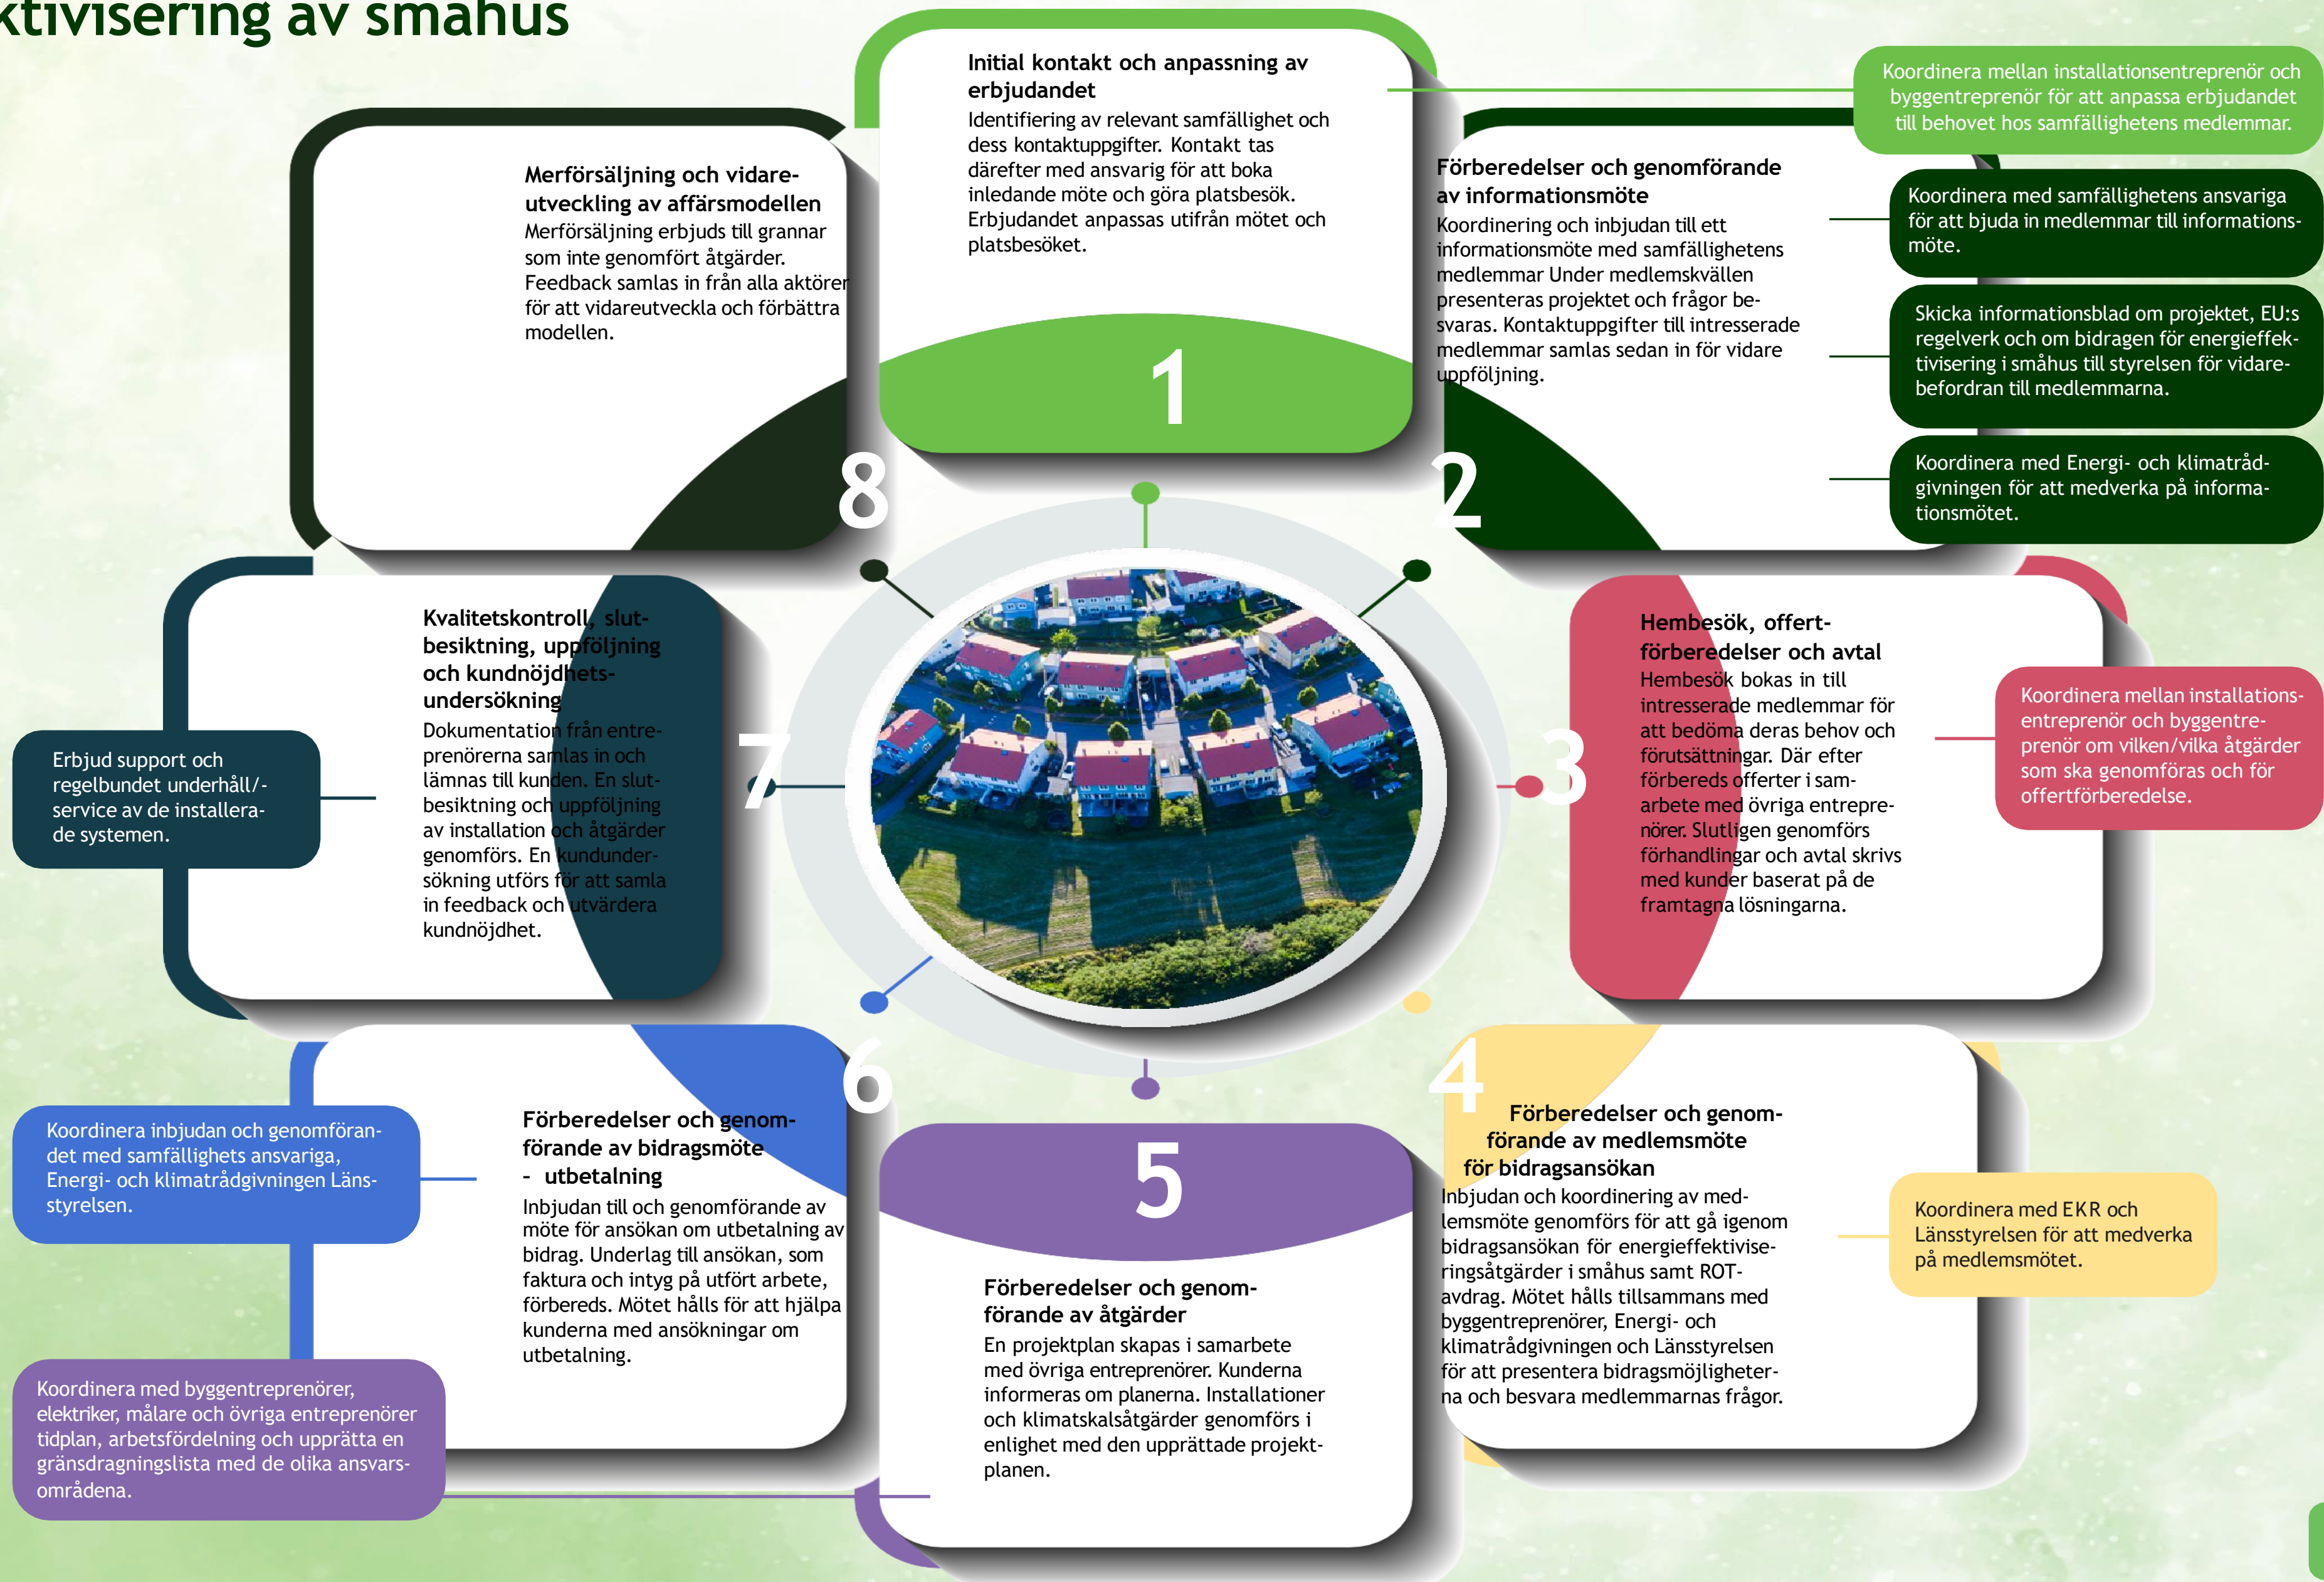 ktivisering av småhus
Initial kontakt och anpassning av
erbjudandet
Identifiering av relevant samfällighet och
dess kontaktuppgifter. Kontakt tas
därefter med ansvarig för att boka
inledande möte och göra platsbesök.
Erbjudandet anpassas utifrån mötet och
platsbesöket.
1
Koordinera mellan installationsentreprenör och
byggentreprenör för att anpassa erbjudandet
till behovet hos samfällighetens medlemmar.
Förberedelser och genomförande
av informationsmöte
Koordinering och inbjudan till ett
informationsmöte med samfällighetens
medlemmar Under medlemskvällen
presenteras projektet och frågor be-
svaras. Kontaktuppgifter till intresserade
medlemmar samlas sedan in för vidare
uppföljning.
2
Koordinera med samfällighetens ansvariga
för att bjuda in medlemmar till informations-
möte.
Skicka informationsblad om projektet, EU:s
regelverk och om bidragen för energieffek-
tivisering i småhus till styrelsen för vidare-
befordran till medlemmarna.
Koordinera med Energi- och klimatråd-
givningen för att medverka på informa-
tionsmötet.
Hembesök, offert-
förberedelser och avtal
Hembesök bokas in till
intresserade medlemmar för
att bedöma deras behov och
förutsättningar. Där efter
förbereds offerter i sam-
arbete med övriga entrepre-
nörer. Slutligen genomförs
förhandlingar och avtal skrivs
med kunder baserat på de
framtagna lösningarna.
3
Koordinera mellan installations-
entreprenör och byggentre-
prenör om vilken/vilka åtgärder
som ska genomföras och för
offertförberedelse.
4
Förberedelser och genom-
förande av medlemsmöte
för bidragsansökan
Inbjudan och koordinering av med-
lemsmöte genomförs för att gå igenom
bidragsansökan för energieffektivise-
ringsåtgärder i småhus samt ROT-
avdrag. Mötet hålls tillsammans med
byggentreprenörer, Energi- och
klimatrådgivningen och Länsstyrelsen
för att presentera bidragsmöjligheter-
na och besvara medlemmarnas frågor.
Koordinera med EKR och
Länsstyrelsen för att medverka
på medlemsmötet.
5
Förberedelser och genom-
förande av åtgärder
En projektplan skapas i samarbete
med övriga entreprenörer. Kunderna
informeras om planerna. Installationer
och klimatskalsåtgärder genomförs i
enlighet med den upprättade projekt-
planen.
Koordinera med byggentreprenörer,
elektriker, målare och övriga entreprenörer
tidplan, arbetsfördelning och upprätta en
gränsdragningslista med de olika ansvars-
områdena.
6
Förberedelser och genom-
förande av bidragsmöte
– utbetalning
Inbjudan till och genomförande av
möte för ansökan om utbetalning av
bidrag. Underlag till ansökan, som
faktura och intyg på utfört arbete,
förbereds. Mötet hålls för att hjälpa
kunderna med ansökningar om
utbetalning.
Koordinera inbjudan och genomföran-
det med samfällighets ansvariga,
Energi- och klimatrådgivningen Läns-
styrelsen.
7
Kvalitetskontroll, slut-
besiktning, uppföljning
och kundnöjdhets-
undersökning
Dokumentation från entre-
prenörerna samlas in och
lämnas till kunden. En slut-
besiktning och uppföljning
av installation och åtgärder
genomförs. En kundunder-
sökning utförs för att samla
in feedback och utvärdera
kundnöjdhet.
Erbjud support och
regelbundet underhåll/-
service av de installera-
de systemen.
8
Merförsäljning och vidare-
utveckling av affärsmodellen
Merförsäljning erbjuds till grannar
som inte genomfört åtgärder.
Feedback samlas in från alla aktörer
för att vidareutveckla och förbättra
modellen.